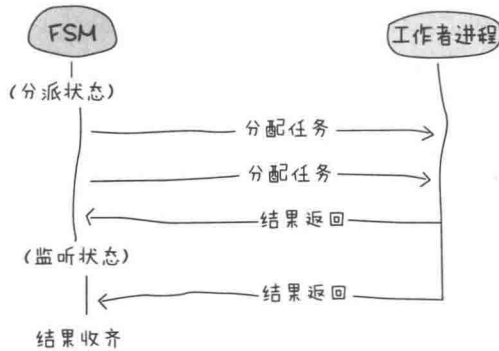 FSM
工作者进程
(分派状态)
分配任务
分配任务
结果返回
(监听状态)
结果返回
结果收齐